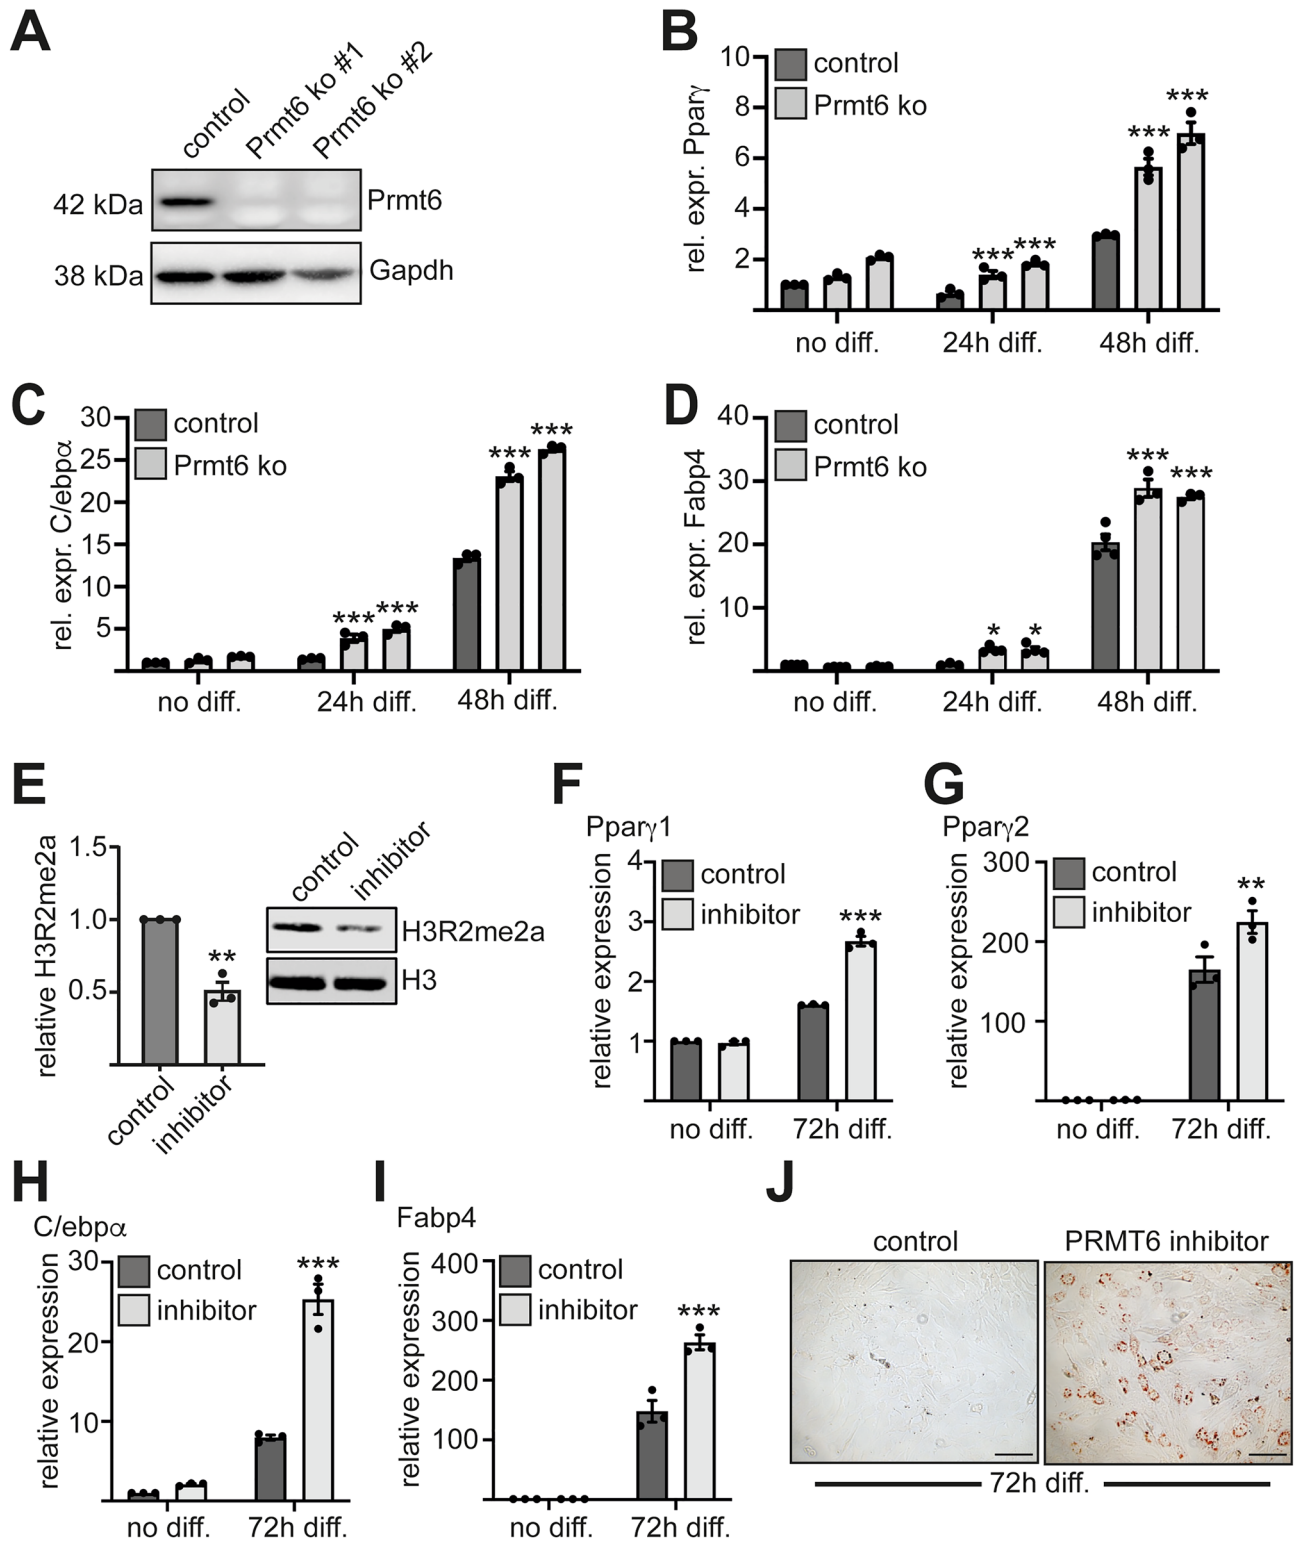 A
control
Prmt6 ko #1
Prmt6 ko #2
42 kDa
Prmt6
38 kDa
Gapdh
B
rel. expr. Pparγ
10
8
6
4
2
control
Prmt6 ko
***
***
***
***
no diff.
24h diff.
48h diff.
C
rel. expr. C/ebpα
30
25
20
15
10
5
control
Prmt6 ko
***
***
***
***
no diff.
24h diff.
48h diff.
D
rel. expr. Fabp4
40
30
20
10
control
Prmt6 ko
*
*
***
***
no diff.
24h diff.
48h diff.
E
relative H3R2me2a
1.5
1.0
0.5
**
control
inhibitor
control
inhibitor
H3R2me2a
H3
F
Pparγ1
relative expression
4
3
2
1
control
inhibitor
***
no diff.
72h diff.
G
Pparγ2
relative expression
300
200
100
control
inhibitor
**
no diff.
72h diff.
H
C/ebpα
relative expression
30
20
10
control
inhibitor
***
no diff.
72h diff.
I
Fabp4
relative expression
400
300
200
100
control
inhibitor
***
no diff.
72h diff.
J
control
PRMT6 inhibitor
72h diff.